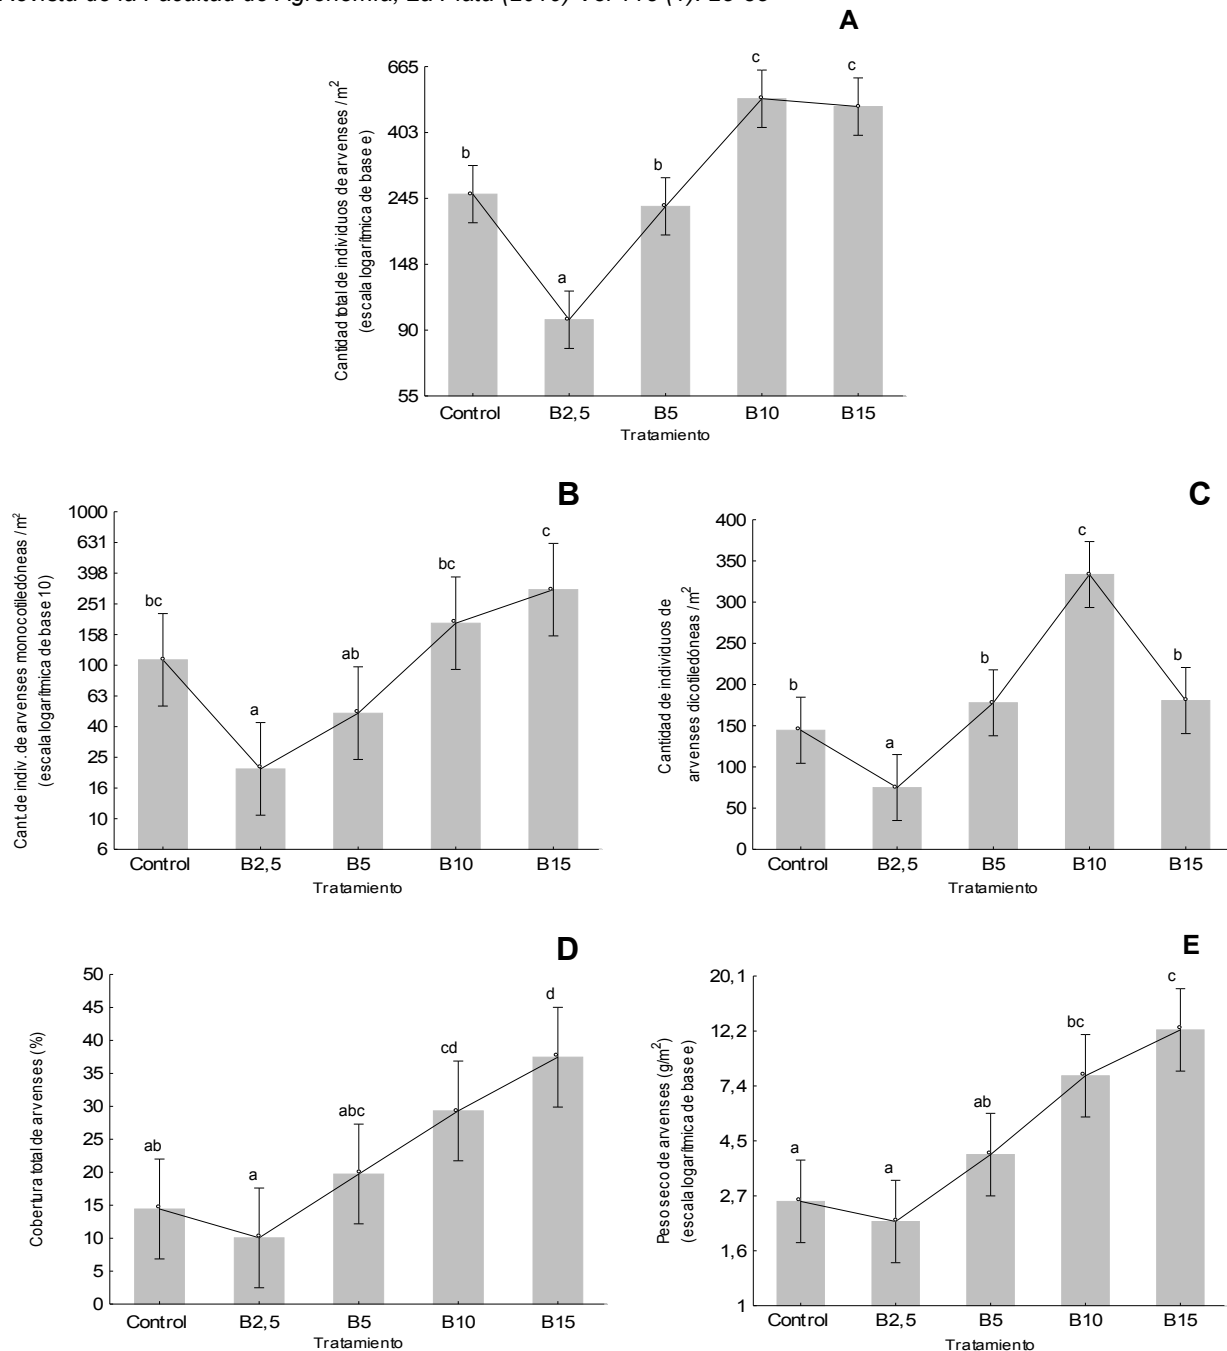 Revista de la Facultad de Agronomía, La Plata
A
Cantidad total de individuos de arvenses /m²
(escala logarítmica de base e)
665
403
245
148
90
55
b
a
b
c
c
Control B2,5 B5 B10 B15
Tratamiento
B
Cant.de indiv. de arvenses monocotiledóneas /m²
(escala logarítmica de base 10)
1000
631
398
251
158
100
63
40
25
16
10
6
bc
a
ab
bc
c
Control B2,5 B5 B10 B15
Tratamiento
C
Cantidad de individuos de
arvenses dicotiledóneas /m²
400
350
300
250
200
150
100
50
0
b
a
b
c
b
Control B2,5 B5 B10 B15
Tratamiento
D
Cobertura total de arvenses (%)
50
45
40
35
30
25
20
15
10
5
0
ab
a
abc
cd
d
Control B2,5 B5 B10 B15
Tratamiento
E
Peso seco de arvenses (g/m²)
(escala logarítmica de base e)
20,1
12,2
7,4
4,5
2,7
1,6
1
a
a
ab
bc
c
Control B2,5 B5 B10 B15
Tratamiento